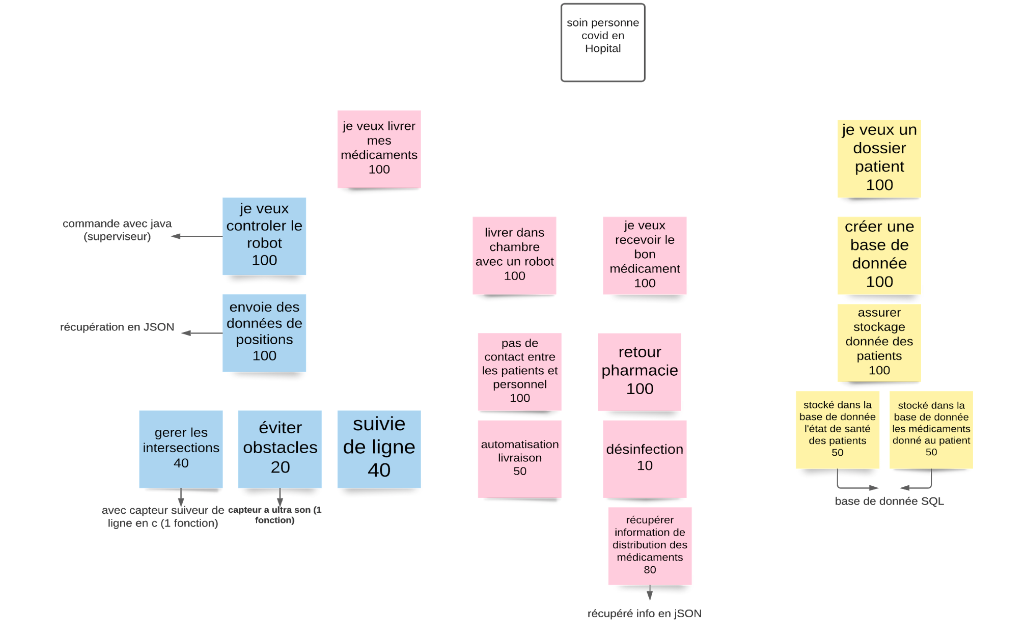 soin personne
covid en
Hopital
je veux livrer
mes
médicaments
100
je veux un
dossier
patient
100
commande avec java
(superviseur)
je veux
controler le
robot
100
livrer dans
chambre
avec un robot
100
je veux
recevoir le
bon
médicament
100
créer une
base de
donnée
100
récupération en JSON
envoie des
données de
positions
100
pas de
contact entre
les patients et
personnel
100
retour
pharmacie
100
assurer
stockage
donnée des
patients
100
gerer les
intersections
40
éviter
obstacles
20
suivie
de ligne
40
automatisation
livraison
50
désinfection
10
stocké dans la
base de donnée
l'état de santé
des patients
50
stocké dans la
base de donnée
les médicaments
donné au patient
50
avec capteur suiveur de
ligne en c (1 fonction)
capteur a ultra son (1
fonction)
base de donnée SQL
récupérer
information de
distribution des
médicaments
80
récupéré info en jSON